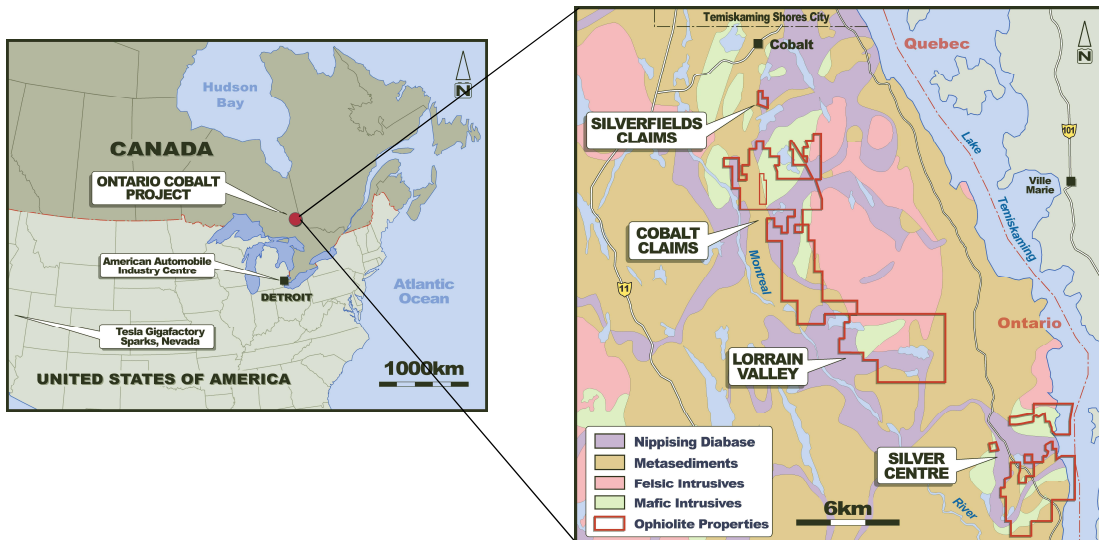 Hudson
Bay
N
CANADA
ONTARIO COBALT
PROJECT
American Automobile
Industry Centre
DETROIT
Atlantic
Ocean
Tesla Gigafactory
Sparks, Nevada
1000km
UNITED STATES OF AMERICA
Temiskaming Shores City
Cobalt
Quebec
N
SILVERFIELDS
CLAIMS
Lake
101
Ville
Marie
Temiskaming
COBALT
CLAIMS
Montreal
11
Ontario
LORRAIN
VALLEY
Nippising Diabase
Metasediments
Felsic Intrusives
Mafic Intrusives
Ophiolite Properties
SILVER
CENTRE
River
6km